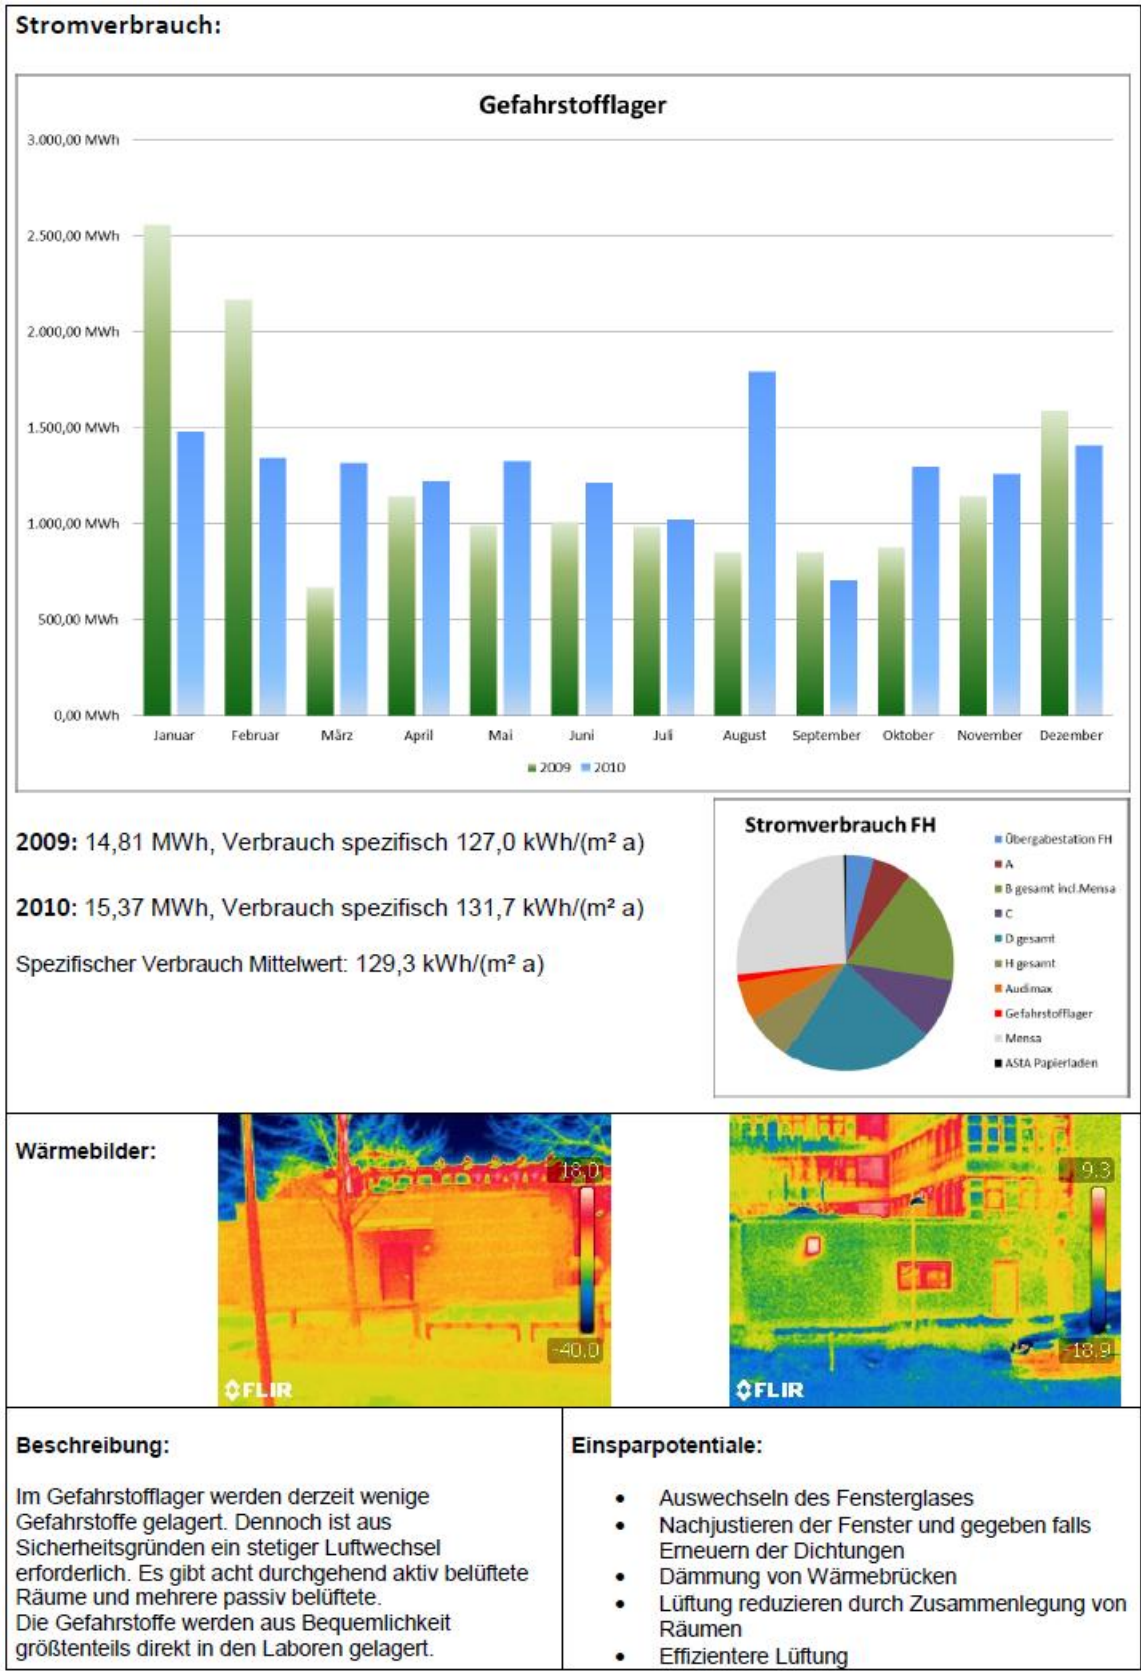 Stromverbrauch:
Gefahrstofflager
3.000,00 MWh
2.500,00 MWh
2.000,00 MWh
1.500,00 MWh
1.000,00 MWh
500,00 MWh
0,00 MWh
Januar Februar März April Mai Juni Juli August September Oktober November Dezember
2009 2010
2009: 14,81 MWh, Verbrauch spezifisch 127,0 kWh/(m² a)
2010: 15,37 MWh, Verbrauch spezifisch 131,7 kWh/(m² a)
Spezifischer Verbrauch Mittelwert: 129,3 kWh/(m² a)
Stromverbrauch FH
Übergabestation FH
A
B gesamt incl.Mensa
C
D gesamt
H gesamt
Audimax
Gefahrstofflager
Mensa
AStA Papierladen
Wärmebilder:
18.0
-40.0
FLIR
9.3
-18.9
FLIR
Beschreibung:
Im Gefahrstofflager werden derzeit wenige
Gefahrstoffe gelagert. Dennoch ist aus
Sicherheitsgründen ein stetiger Luftwechsel
erforderlich. Es gibt acht durchgehend aktiv belüftete
Räume und mehrere passiv belüftete.
Die Gefahrstoffe werden aus Bequemlichkeit
größtenteils direkt in den Laboren gelagert.
Einsparpotentiale:
• Auswechseln des Fensterglases
• Nachjustieren der Fenster und gegeben falls
Erneuern der Dichtungen
• Dämmung von Wärmebrücken
• Lüftung reduzieren durch Zusammenlegung von
Räumen
• Effizientere Lüftung